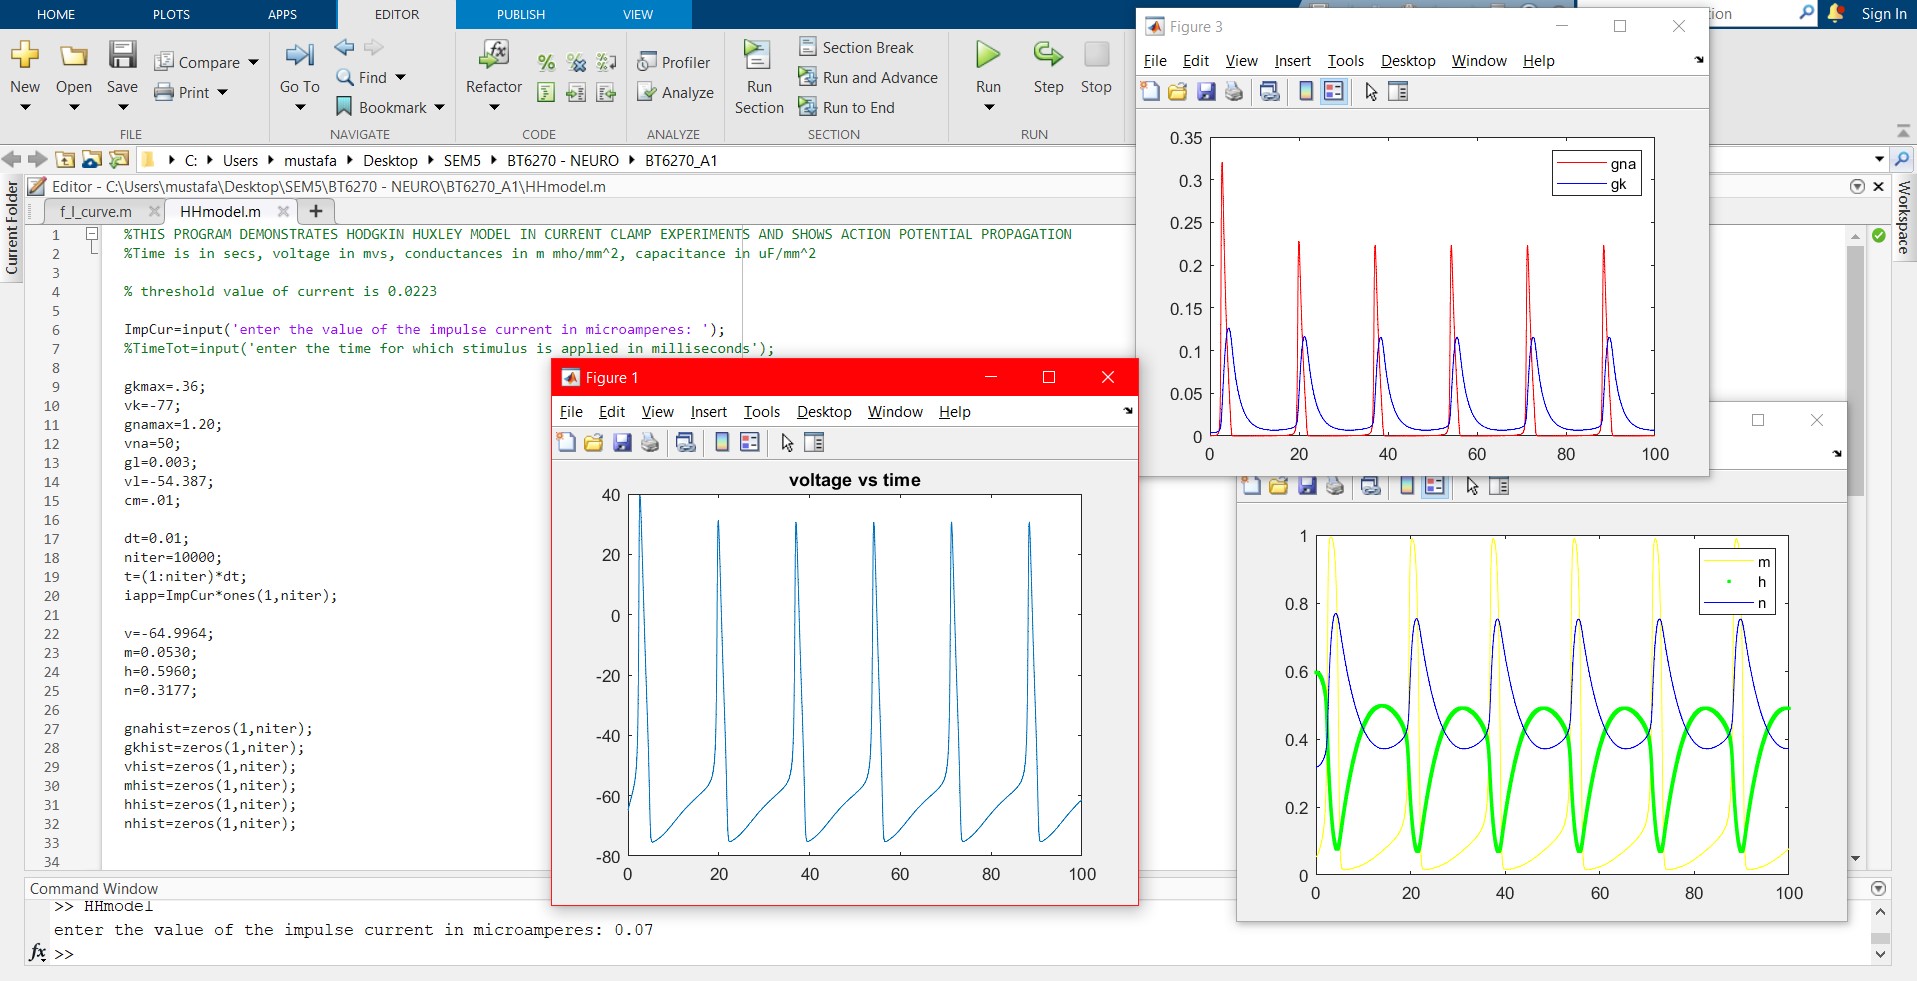 HOME PLOTS APPS EDITOR PUBLISH VIEW
Sign In
New Open Save Compare Print
FILE
Go To Find Bookmark
NAVIGATE
Refactor
CODE
Profiler Analyze
ANALYZE
Run Section Section Break Run and Advance Run to End
SECTION
Run Step Stop
RUN
C: Users mustafa Desktop SEM5 BT6270 - NEURO BT6270_A1
Current Folder
Workspace
Editor - C:\Users\mustafa\Desktop\SEM5\BT6270 - NEURO\BT6270_A1\HHmodel.m
f_I_curve.m HHmodel.m
1 %THIS PROGRAM DEMONSTRATES HODGKIN HUXLEY MODEL IN CURRENT CLAMP EXPERIMENTS AND SHOWS ACTION POTENTIAL PROPAGATION
2 %Time is in secs, voltage in mvs, conductances in m mho/mm^2, capacitance in uF/mm^2
3
4 % threshold value of current is 0.0223
5
6 ImpCur=input('enter the value of the impulse current in microamperes: ');
7 %TimeTot=input('enter the time for which stimulus is applied in milliseconds');
8
9 gkmax=.36;
10 vk=-77;
11 gnamax=1.20;
12 vna=50;
13 gl=0.003;
14 vl=-54.387;
15 cm=.01;
16
17 dt=0.01;
18 niter=10000;
19 t=(1:niter)*dt;
20 iapp=ImpCur*ones(1,niter);
21
22 v=-64.9964;
23 m=0.0530;
24 h=0.5960;
25 n=0.3177;
26
27 gnahist=zeros(1,niter);
28 gkhist=zeros(1,niter);
29 vhist=zeros(1,niter);
30 mhist=zeros(1,niter);
31 hhist=zeros(1,niter);
32 nhist=zeros(1,niter);
33
34
Command Window
>> HHmodel
enter the value of the impulse current in microamperes: 0.07
fx >>
Figure 1
File Edit View Insert Tools Desktop Window Help
voltage vs time
40
20
0
-20
-40
-60
-80
0 20 40 60 80 100
Figure 3
File Edit View Insert Tools Desktop Window Help
0.35
0.3
0.25
0.2
0.15
0.1
0.05
0
0 20 40 60 80 100
gna
gk
1
0.8
0.6
0.4
0.2
0
0 20 40 60 80 100
m
h
n